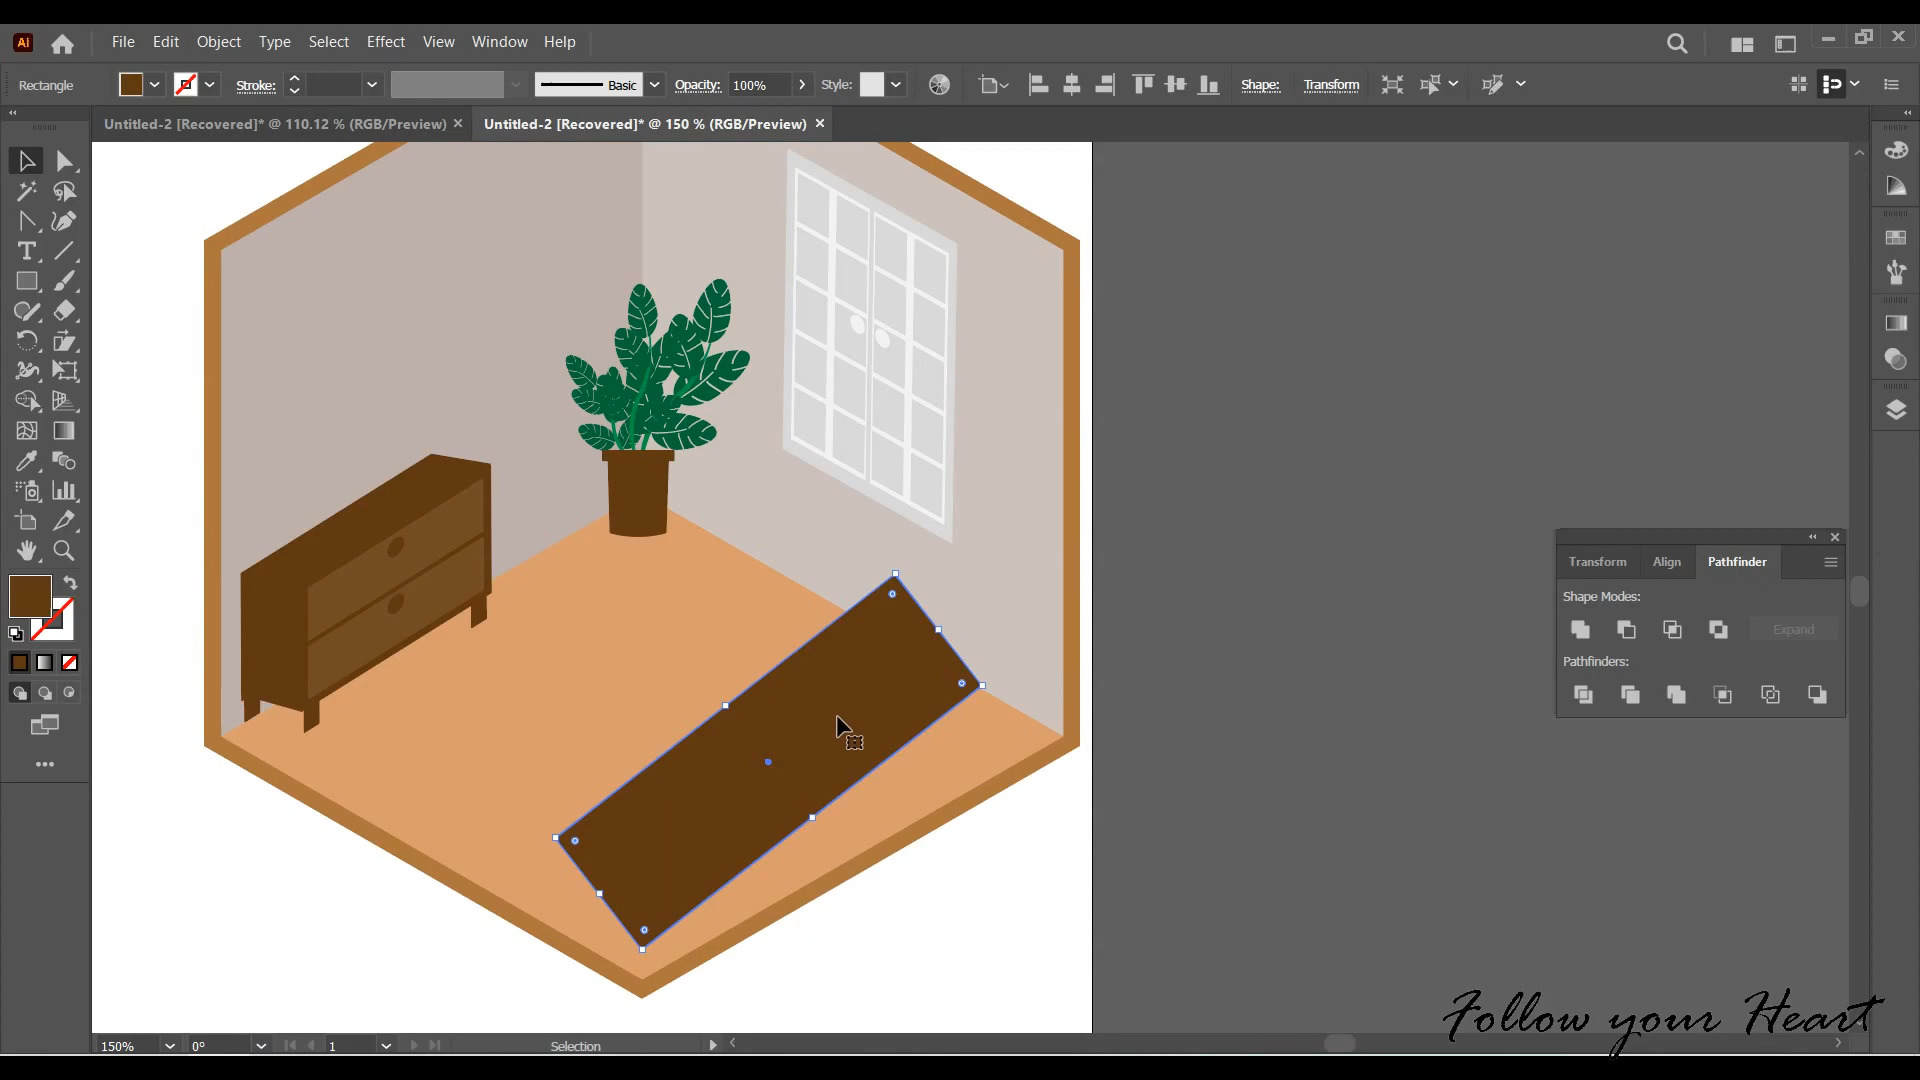 Ai File Edit Object Type Select Effect View Window Help
Rectangle Stroke: Basic Opacity: 100% Style: Shape: Transform
Untitled-2 [Recovered]* @ 110.12 % (RGB/Preview) × Untitled-2 [Recovered]* @ 150 % (RGB/Preview) ×
Transform Align Pathfinder
Shape Modes:
Expand
Pathfinders:
Follow your Heart
150% 0° 1 Selection